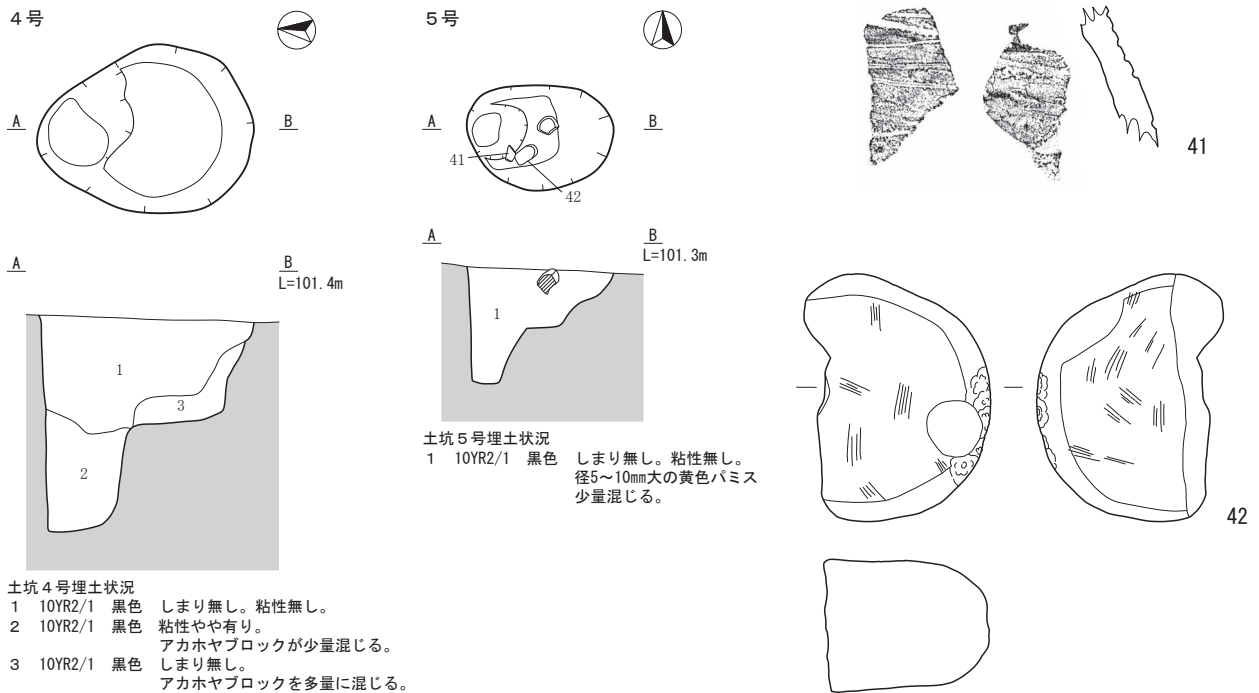 4号
A
B
A
B
L=101.4m
1
3
2
土坑4号埋土状況
1 10YR2/1 黒色 しまり無し。粘性無し。
2 10YR2/1 黒色 粘性やや有り。
アカホヤブロックが少量混じる。
3 10YR2/1 黒色 しまり無し。
アカホヤブロックを多量に混じる。
5号
A
B
41
42
A
B
L=101.3m
1
土坑5号埋土状況
1 10YR2/1 黒色 しまり無し。粘性無し。
径5~10mm大の黄色パミス
少量混じる。
41
42